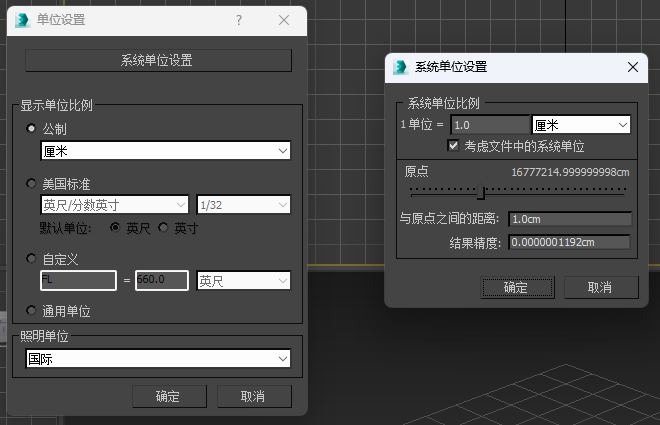 单位设置
?
系统单位设置
显示单位比例
公制
厘米
美国标准
英尺/分数英寸
1/32
默认单位:
英尺
英寸
自定义
FL
=
660.0
英尺
通用单位
照明单位
国际
确定
取消
系统单位设置
系统单位比例
1 单位 =
1.0
厘米
考虑文件中的系统单位
原点
16777214.999999998cm
与原点之间的距离:
1.0cm
结果精度:
0.0000001192cm
确定
取消